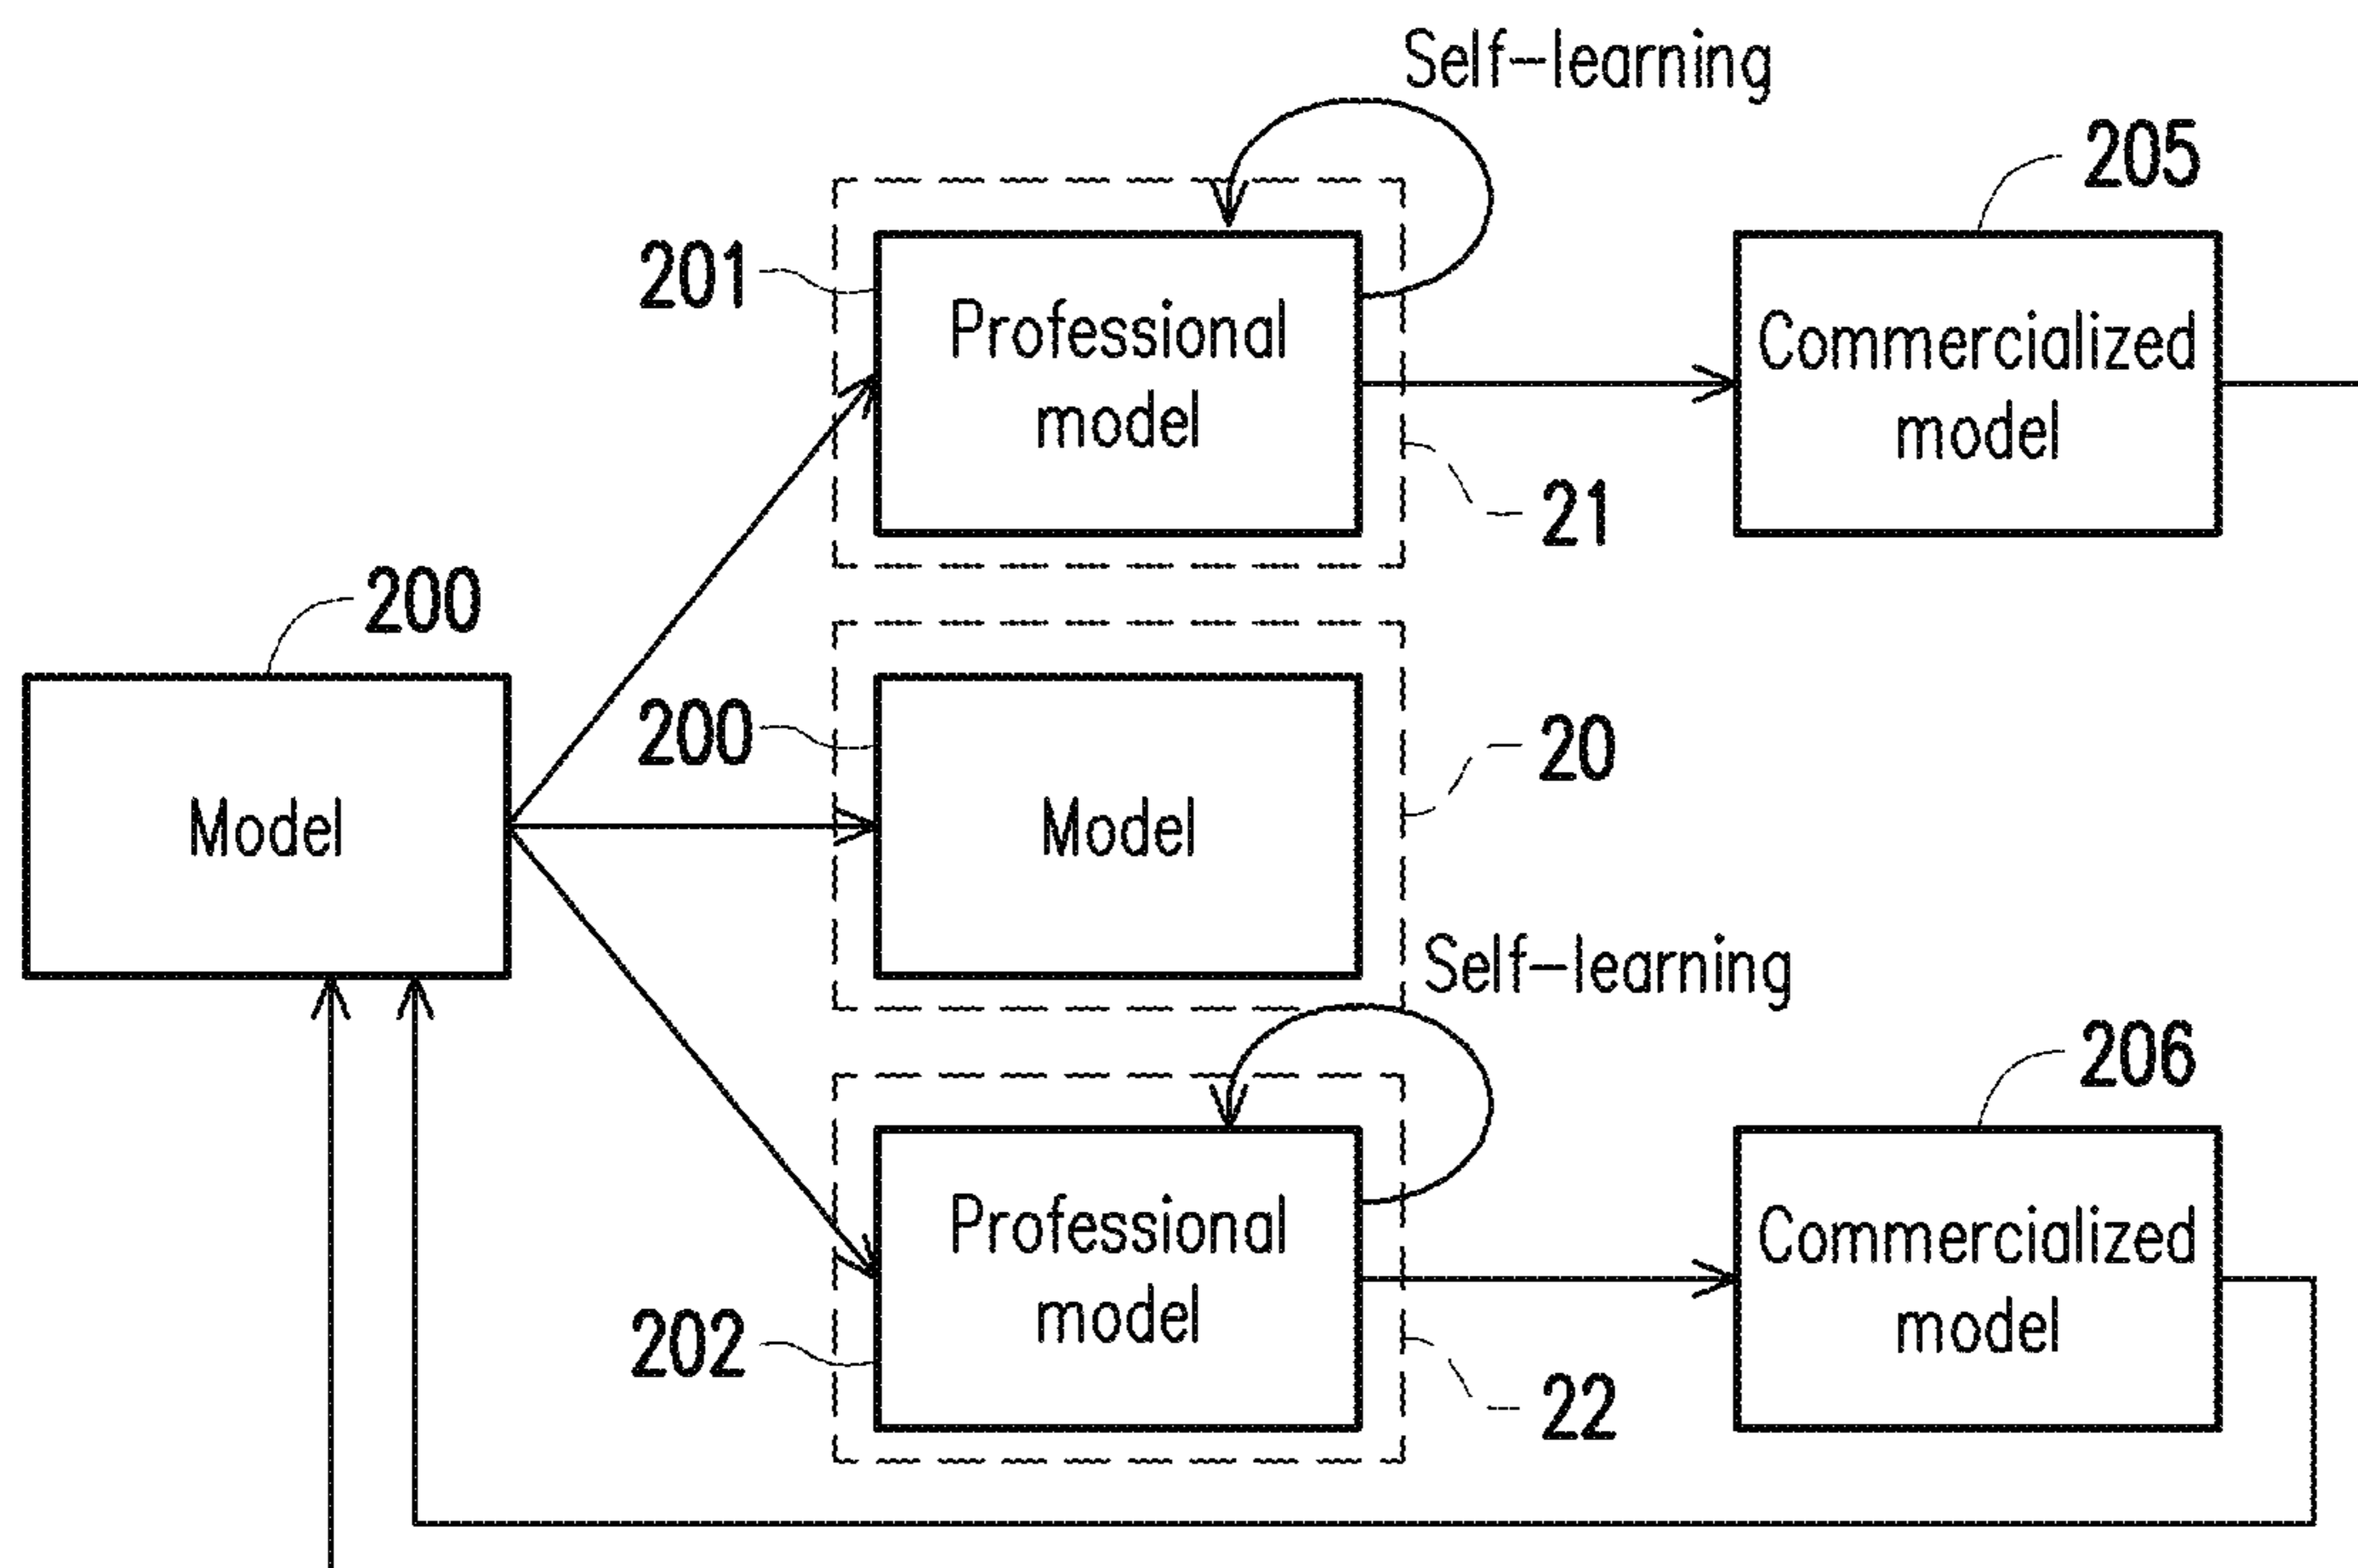 Self-learning
205
201
Professional
model
Commercialized
model
21
200
200
Model
Model
20
Self-learning
206
Professional
model
Commercialized
model
202
22